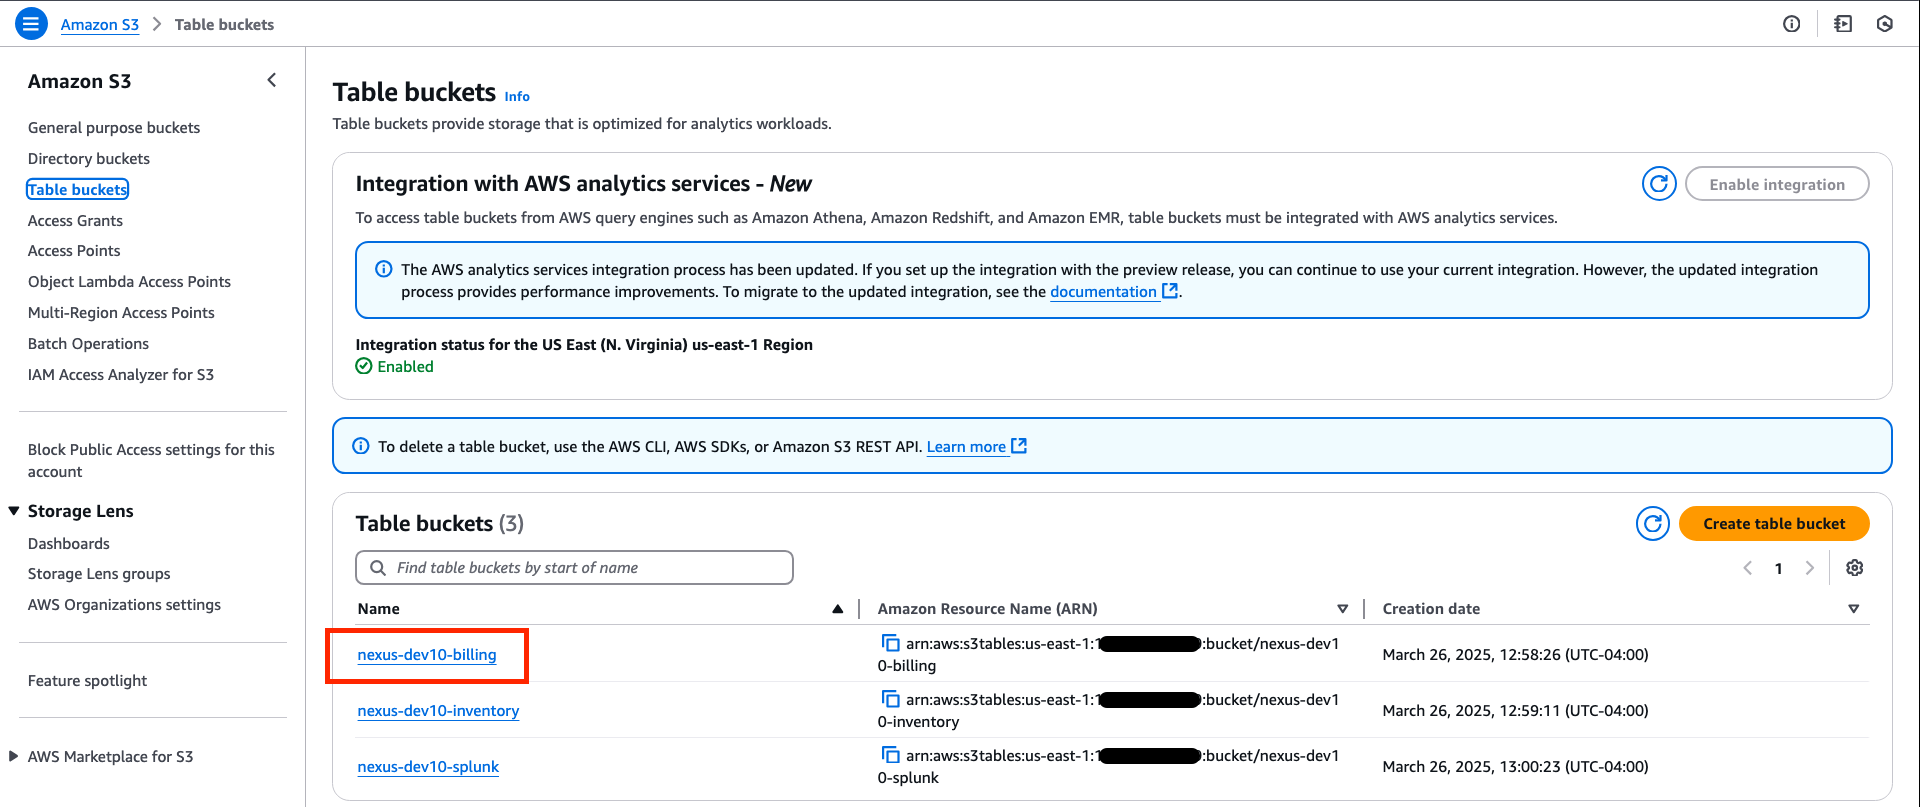 Amazon S3 > Table buckets
Amazon S3
General purpose buckets
Directory buckets
Table buckets
Access Grants
Access Points
Object Lambda Access Points
Multi-Region Access Points
Batch Operations
IAM Access Analyzer for S3
Block Public Access settings for this
account
Storage Lens
Dashboards
Storage Lens groups
AWS Organizations settings
Feature spotlight
AWS Marketplace for S3
Table buckets Info
Table buckets provide storage that is optimized for analytics workloads.
Integration with AWS analytics services - New
Enable integration
To access table buckets from AWS query engines such as Amazon Athena, Amazon Redshift, and Amazon EMR, table buckets must be integrated with AWS analytics services.
The AWS analytics services integration process has been updated. If you set up the integration with the preview release, you can continue to use your current integration. However, the updated integration
process provides performance improvements. To migrate to the updated integration, see the documentation.
Integration status for the US East (N. Virginia) us-east-1 Region
Enabled
To delete a table bucket, use the AWS CLI, AWS SDKs, or Amazon S3 REST API. Learn more
Table buckets (3)
Create table bucket
Find table buckets by start of name
1
Name Amazon Resource Name (ARN) Creation date
nexus-dev10-billing arn:aws:s3tables:us-east-1: :bucket/nexus-dev1 March 26, 2025, 12:58:26 (UTC-04:00)
0-billing
nexus-dev10-inventory arn:aws:s3tables:us-east-1: :bucket/nexus-dev1 March 26, 2025, 12:59:11 (UTC-04:00)
0-inventory
nexus-dev10-splunk arn:aws:s3tables:us-east-1: :bucket/nexus-dev1 March 26, 2025, 13:00:23 (UTC-04:00)
0-splunk